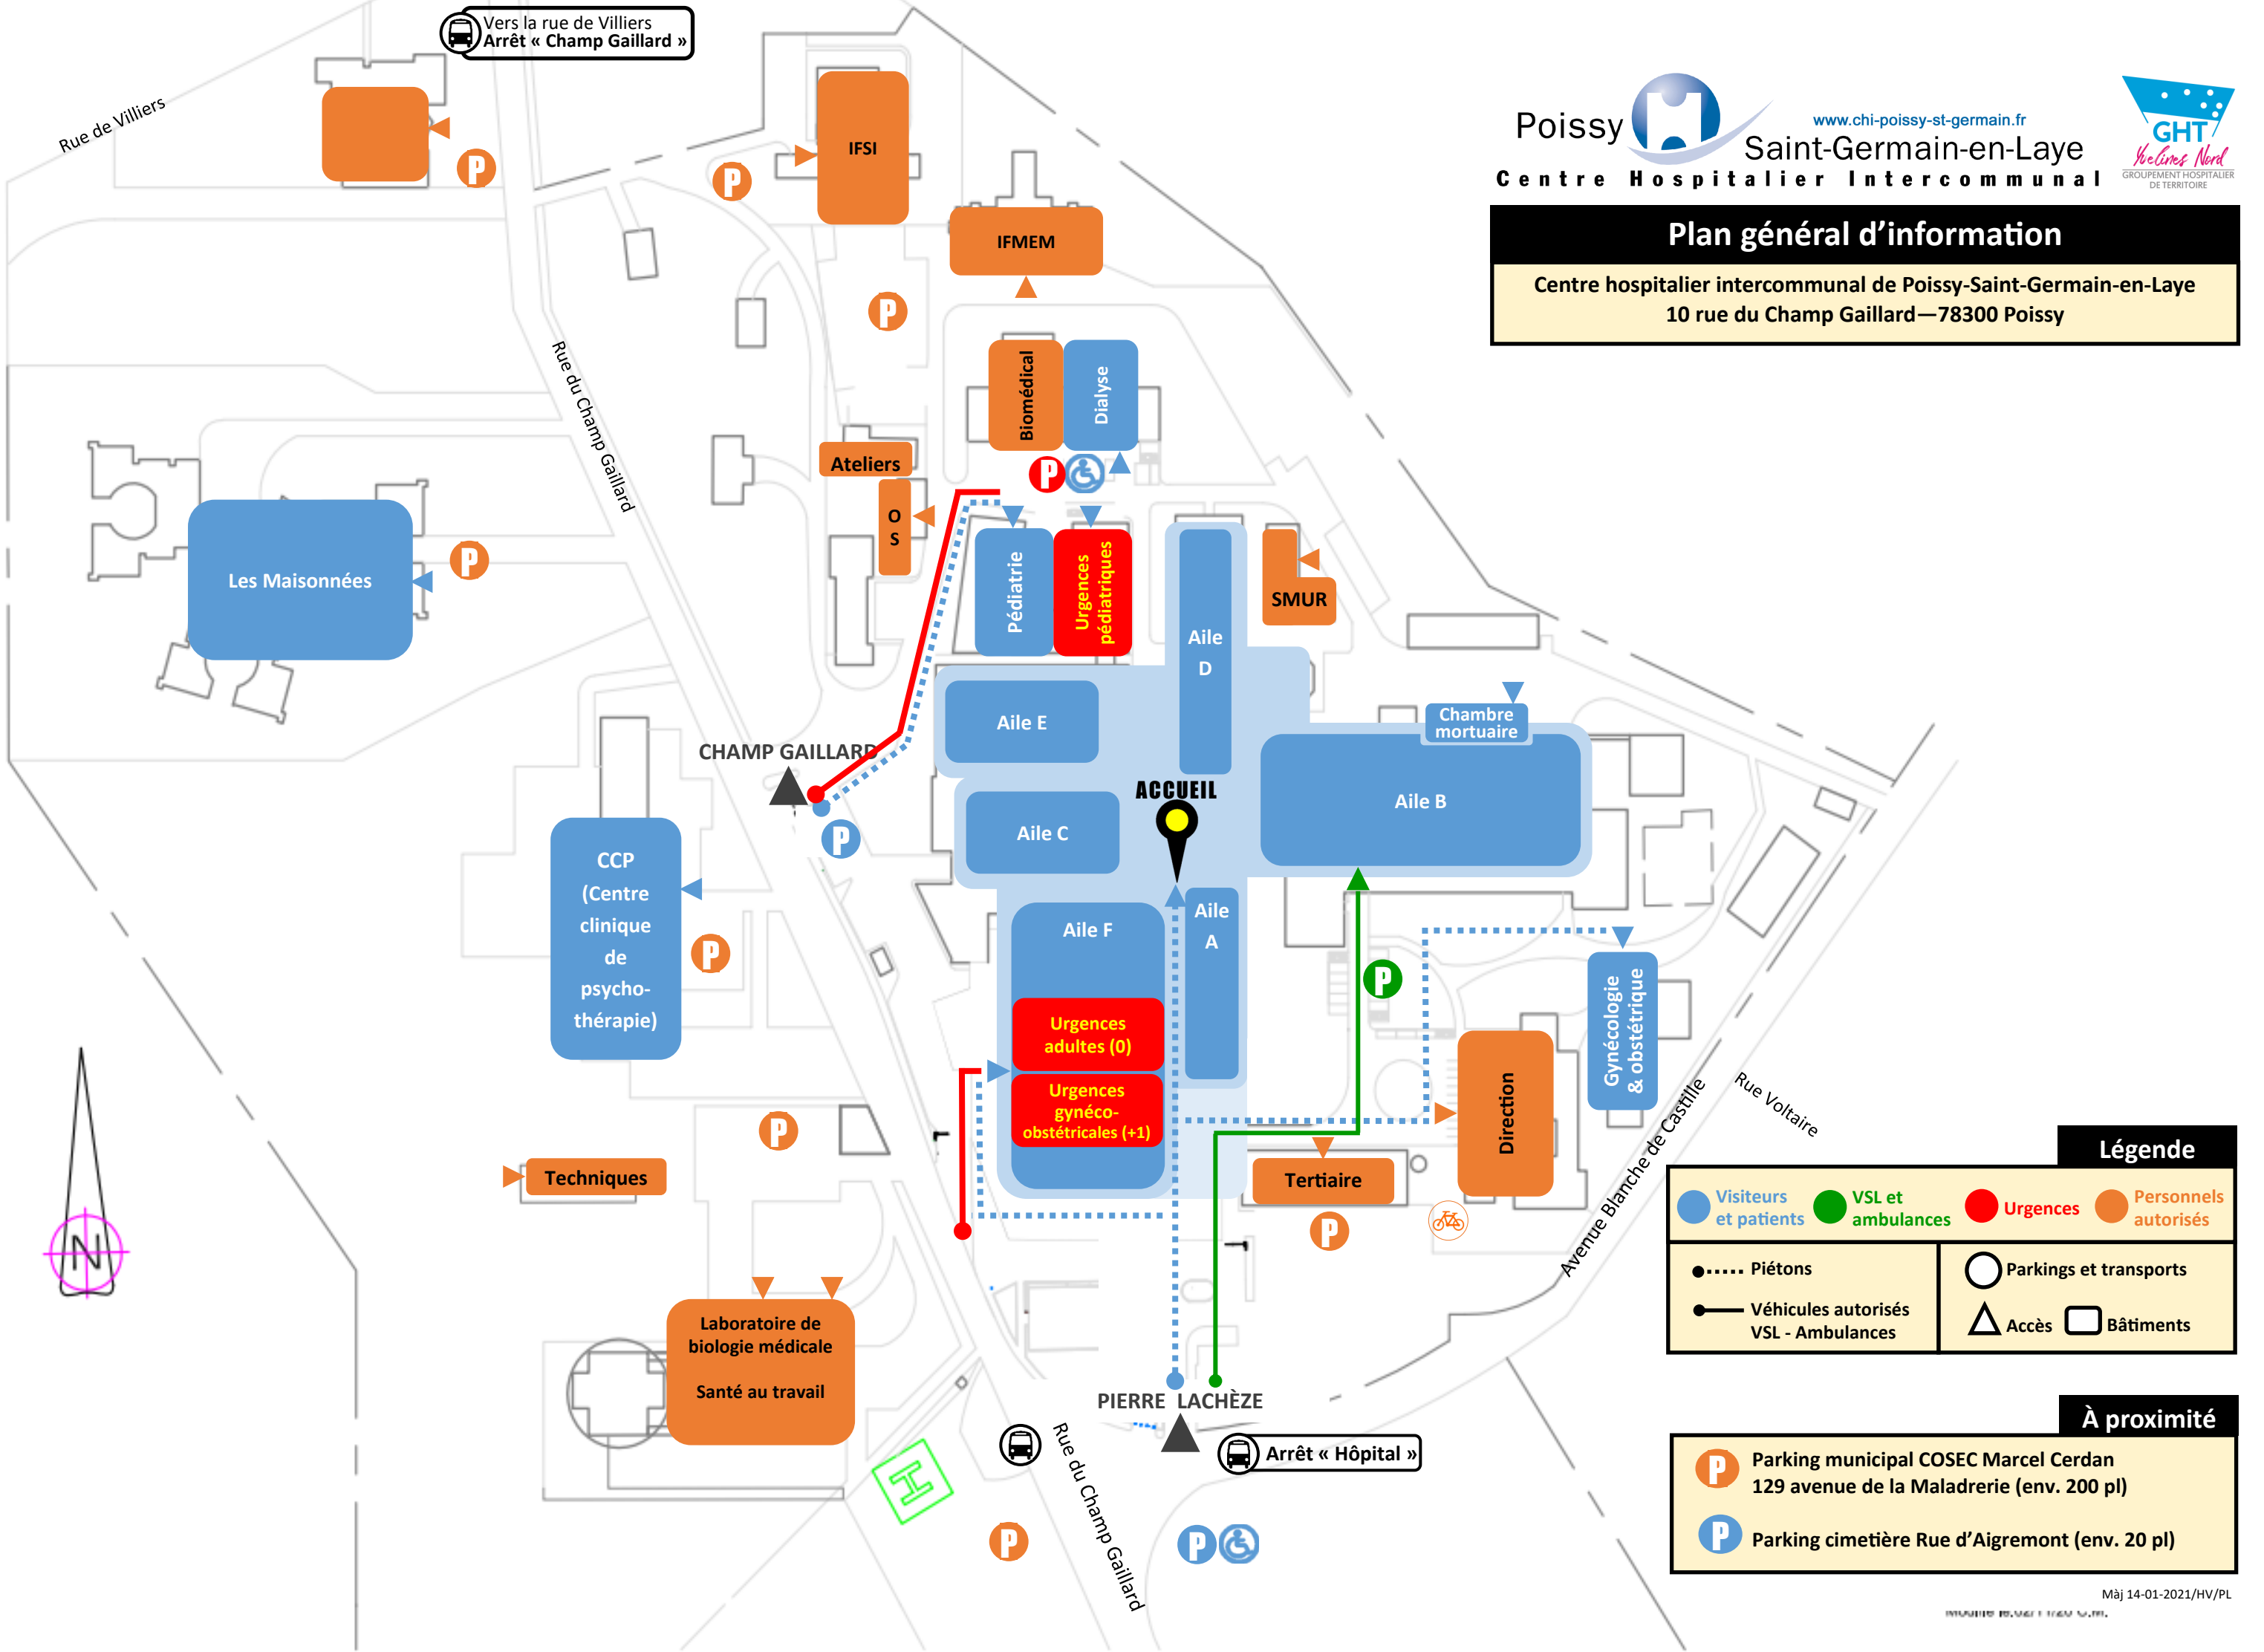 Vers la rue de Villiers
Arrêt « Champ Gaillard »
Rue de Villiers
P
P
IFSI
IFMEM
P
Poissy
www.chi-poissy-st-germain.fr
Saint-Germain-en-Laye
Centre Hospitalier Intercommunal
GHT
Yvelines Nord
GROUPEMENT HOSPITALIER
DE TERRITOIRE
Plan général d’information
Centre hospitalier intercommunal de Poissy-Saint-Germain-en-Laye
10 rue du Champ Gaillard—78300 Poissy
Rue du Champ Gaillard
Biomédical
Dialyse
P
Ateliers
O
S
Les Maisonnées
P
Pédiatrie
Urgences
pédiatriques
Aile
D
SMUR
Aile E
Chambre
mortuaire
CHAMP GAILLARD
P
ACCUEIL
Aile B
Aile C
CCP
(Centre
clinique
de
psycho-
thérapie)
P
Aile F
Aile
A
P
Urgences
adultes (0)
Urgences
gynéco-
obstétricales (+1)
Gynécologie
& obstétrique
Direction
Rue Voltaire
Avenue Blanche de Castille
P
Techniques
Tertiaire
P
N
Laboratoire de
biologie médicale
Santé au travail
PIERRE LACHÈZE
Arrêt « Hôpital »
H
Rue du Champ Gaillard
P
P
Légende
Visiteurs
et patients
VSL et
ambulances
Urgences
Personnels
autorisés
Piétons
Véhicules autorisés
VSL - Ambulances
Parkings et transports
Accès
Bâtiments
À proximité
P
Parking municipal COSEC Marcel Cerdan
129 avenue de la Maladrerie (env. 200 pl)
P
Parking cimetière Rue d’Aigremont (env. 20 pl)
Màj 14-01-2021/HV/PL